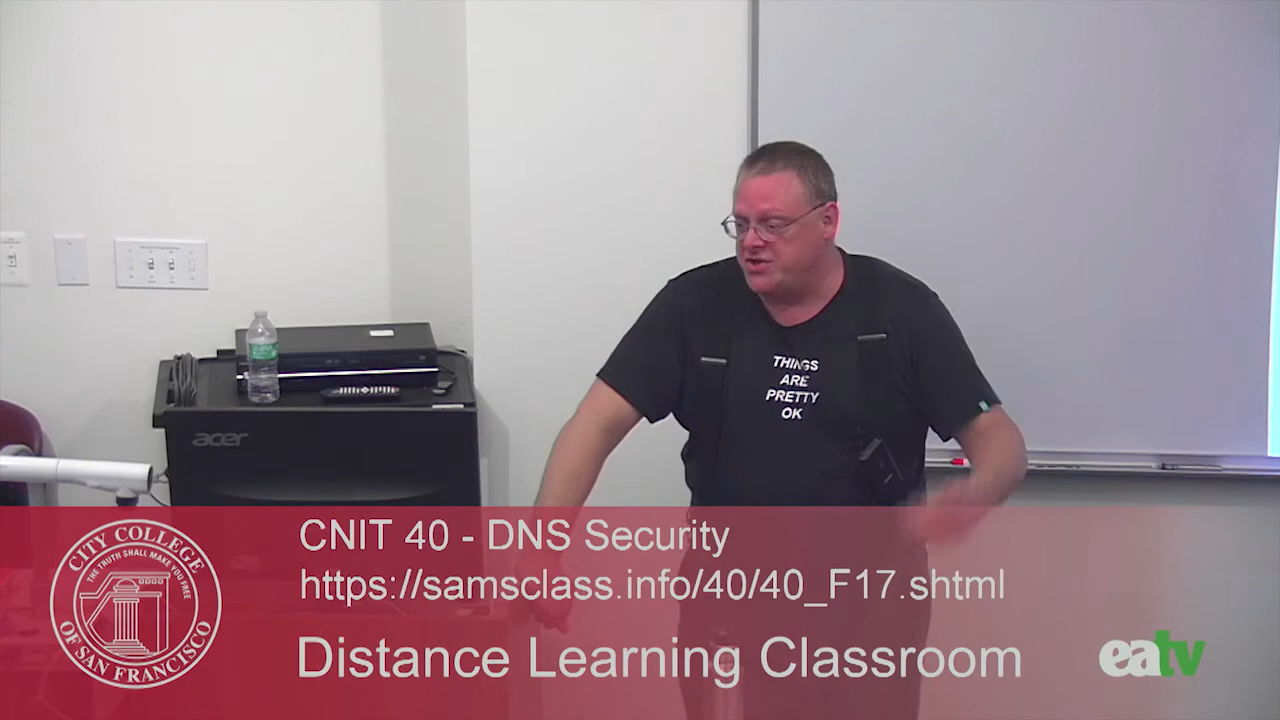 THINGS
ARE
PRETTY
OK
acer
CNIT 40 - DNS Security
https://samsclass.info/40/40_F17.shtml
Distance Learning Classroom
CITY COLLEGE
THE TRUTH SHALL MAKE YOU FREE
OF SAN FRANCISCO
eatv